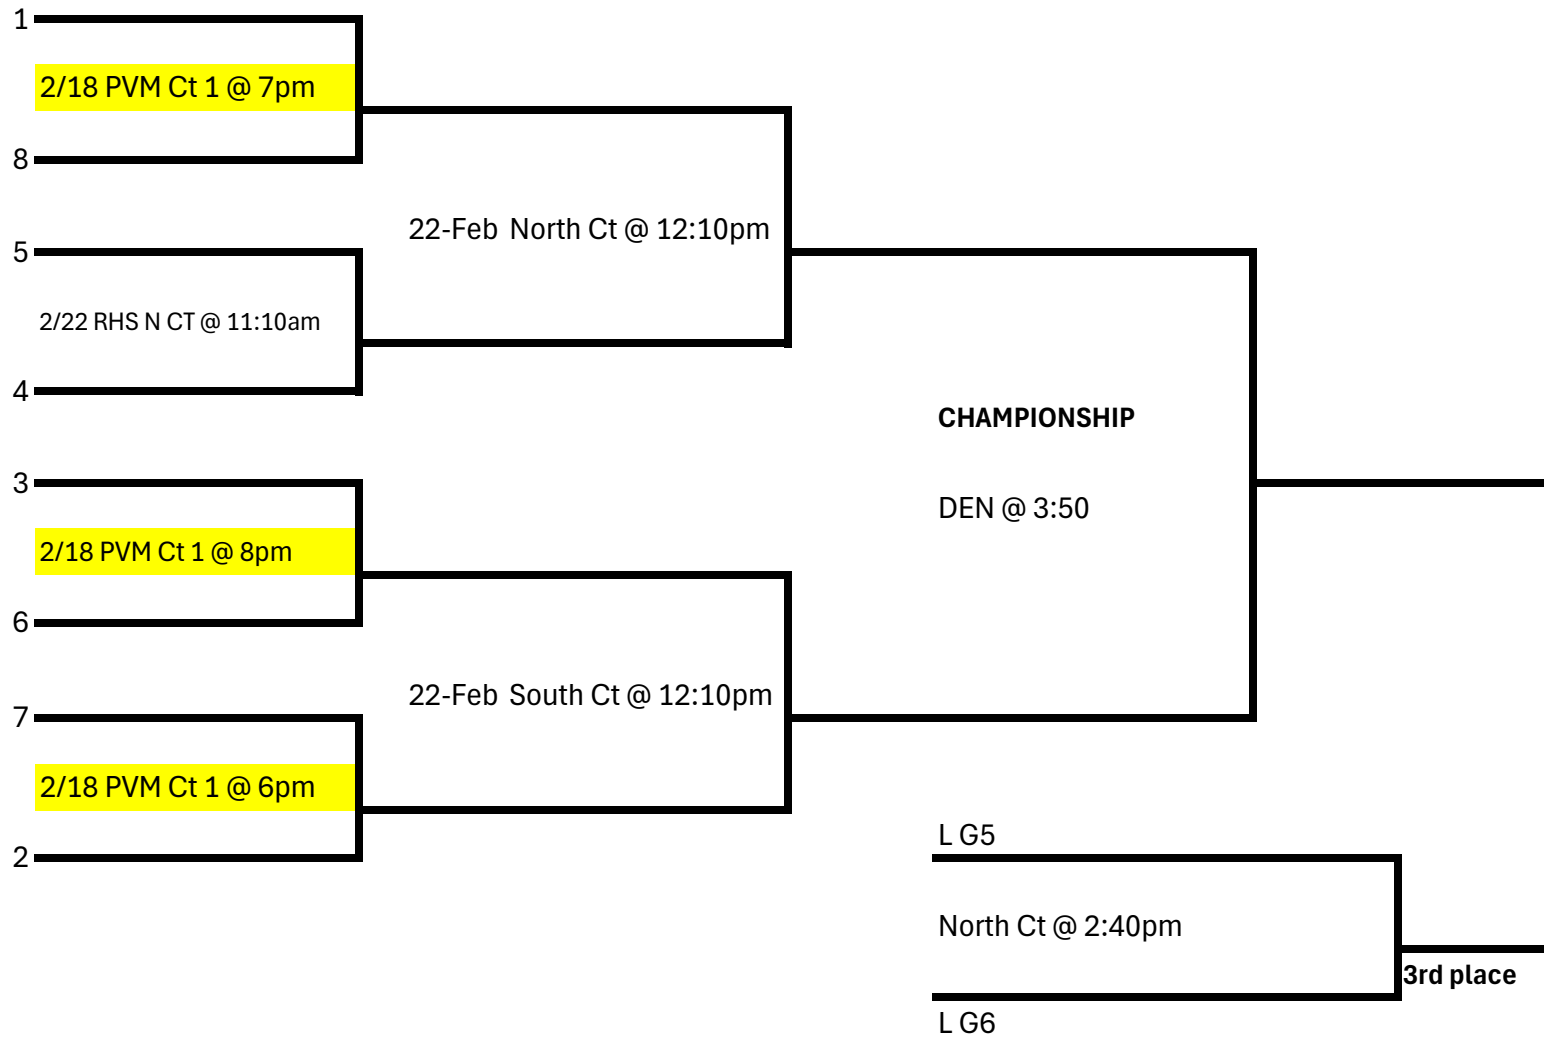 1
2/18 PVM Ct 1 @ 7pm
8
22-Feb North Ct @ 12:10pm
5
2/22 RHS N CT @ 11:10am
4
CHAMPIONSHIP
3
DEN @ 3:50
2/18 PVM Ct 1 @ 8pm
6
22-Feb South Ct @ 12:10pm
7
2/18 PVM Ct 1 @ 6pm
L G5
2
North Ct @ 2:40pm
3rd place
L G6